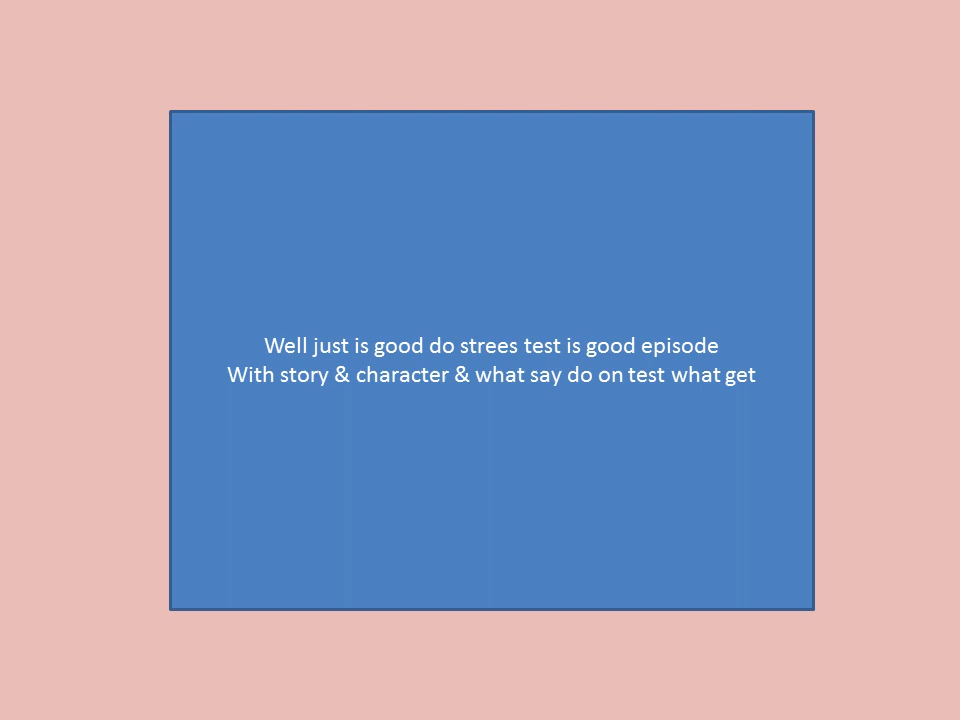 Well just is good do strees test is good episode
With story & character & what say do on test what get